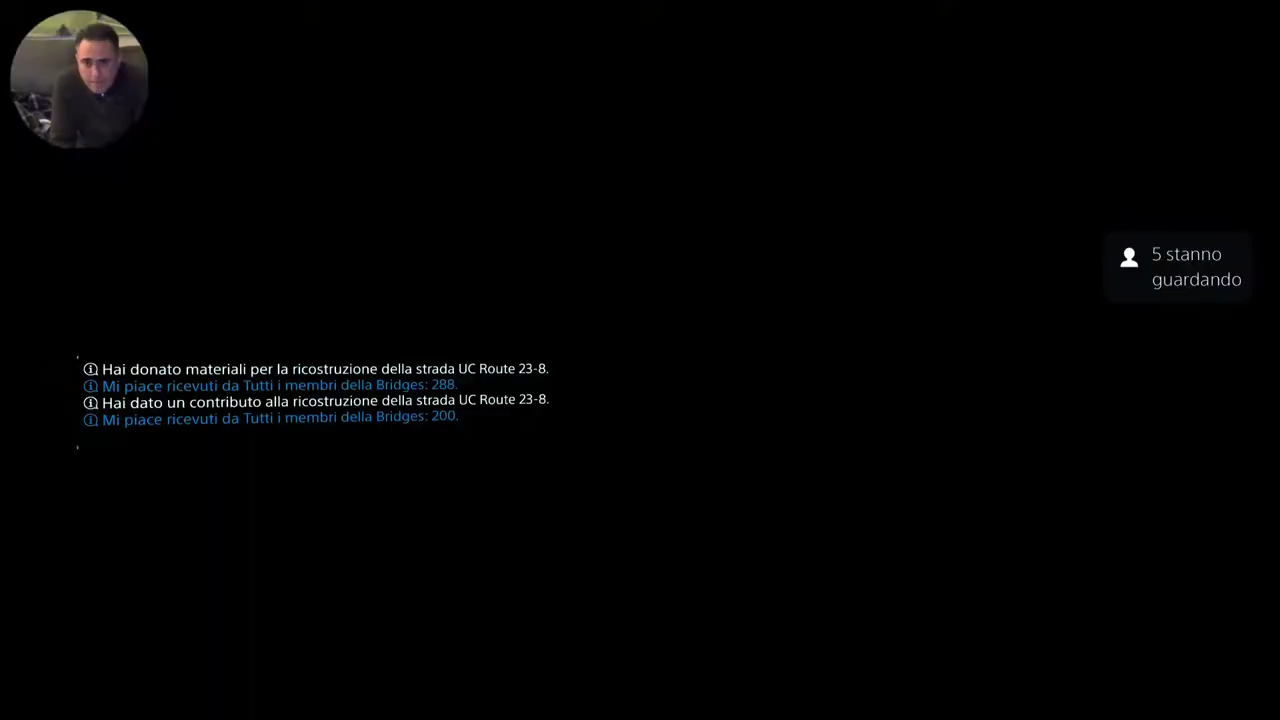 5 stanno
guardando
Hai donato materiali per la ricostruzione della strada UC Route 23-8.
Mi piace ricevuti da Tutti i membri della Bridges: 288.
Hai dato un contributo alla ricostruzione della strada UC Route 23-8.
Mi piace ricevuti da Tutti i membri della Bridges: 200.